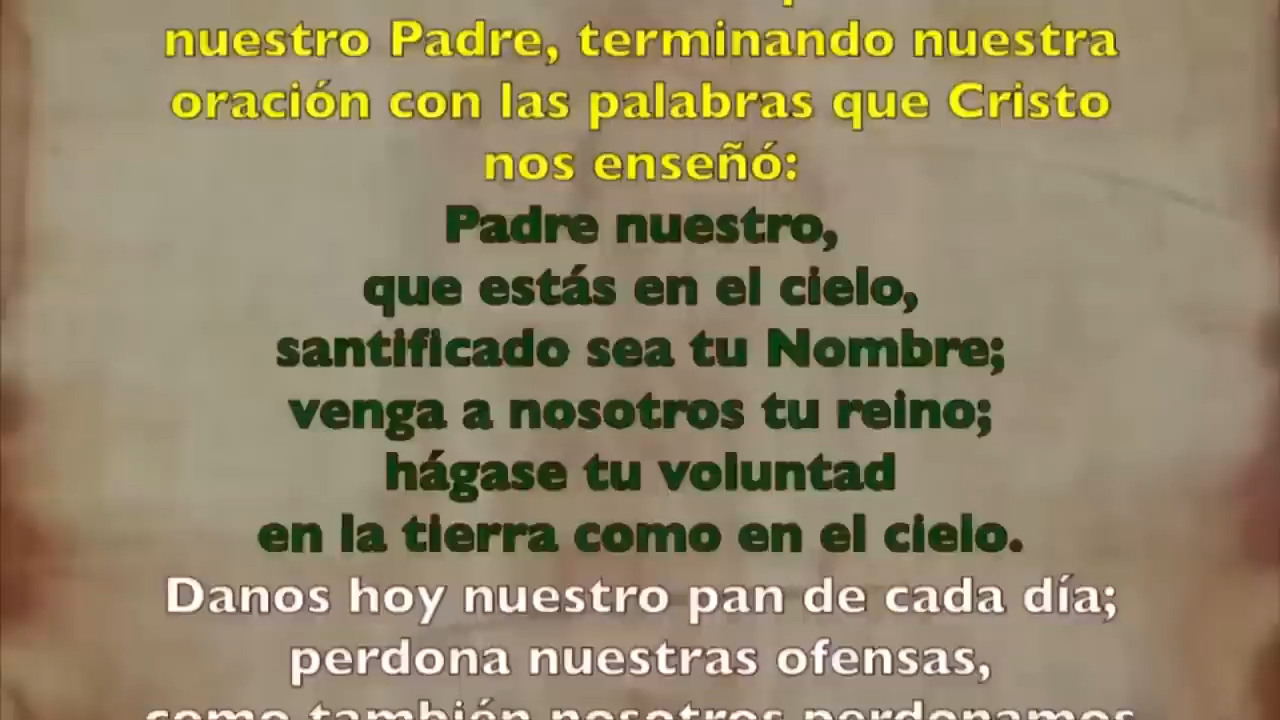 nuestro Padre, terminando nuestra
oración con las palabras que Cristo
nos enseñó:
Padre nuestro,
que estás en el cielo,
santificado sea tu Nombre;
venga a nosotros tu reino;
hágase tu voluntad
en la tierra como en el cielo.
Danos hoy nuestro pan de cada día;
perdona nuestras ofensas,
como también nosotros perdonamos